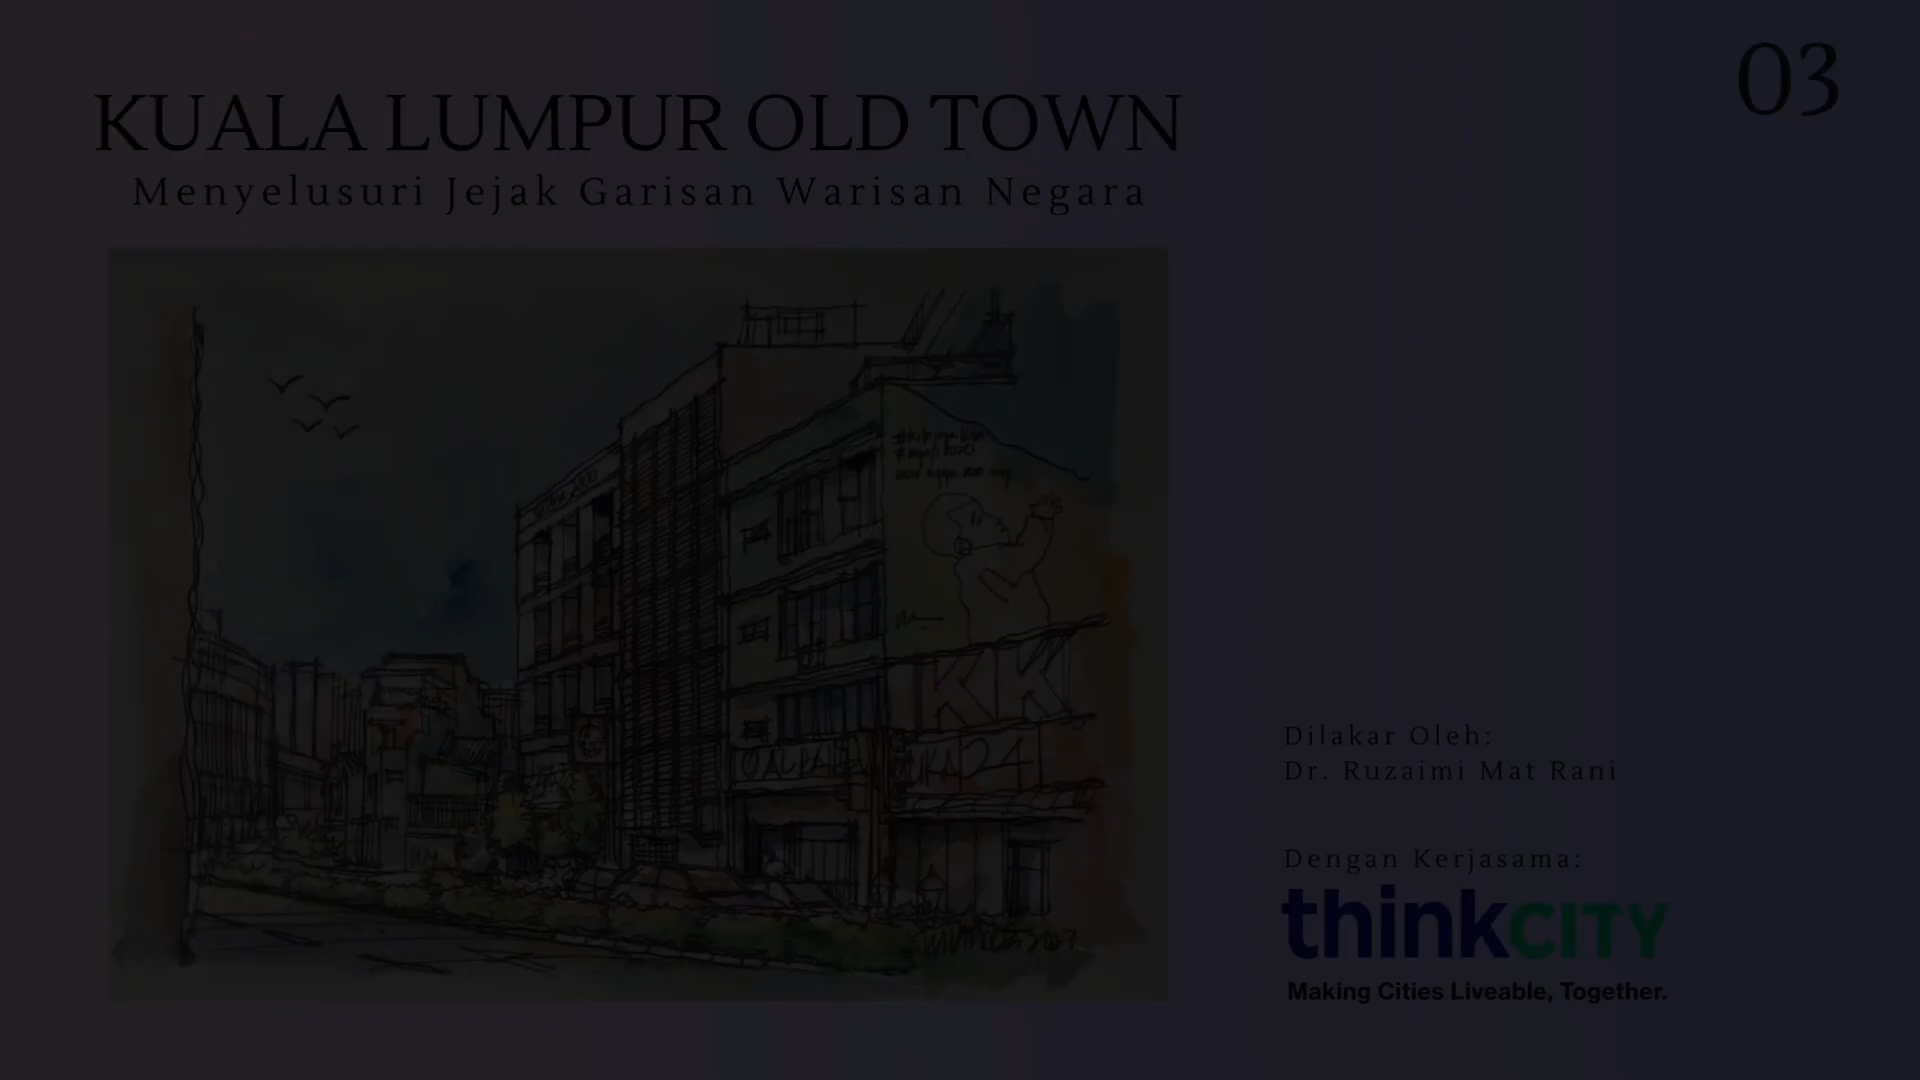 03
KUALA LUMPUR OLD TOWN
Menyelusuri Jejak Garisan Warisan Negara
KK
24
Dilakar Oleh:
Dr. Ruzaimi Mat Rani
Dengan Kerjasama:
thinkCITY
Making Cities Liveable, Together.